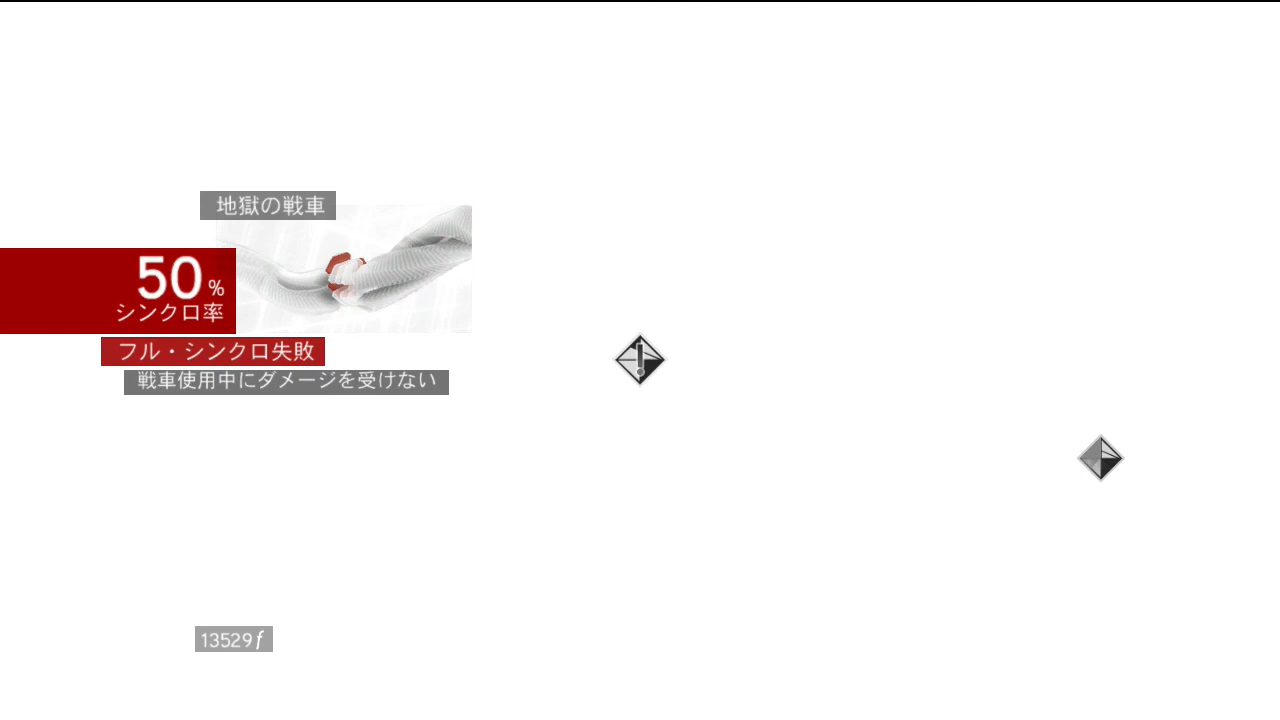 地獄の戦車
50%
シンクロ率
フル・シンクロ失敗
戦車使用中にダメージを受けない
13529ƒ